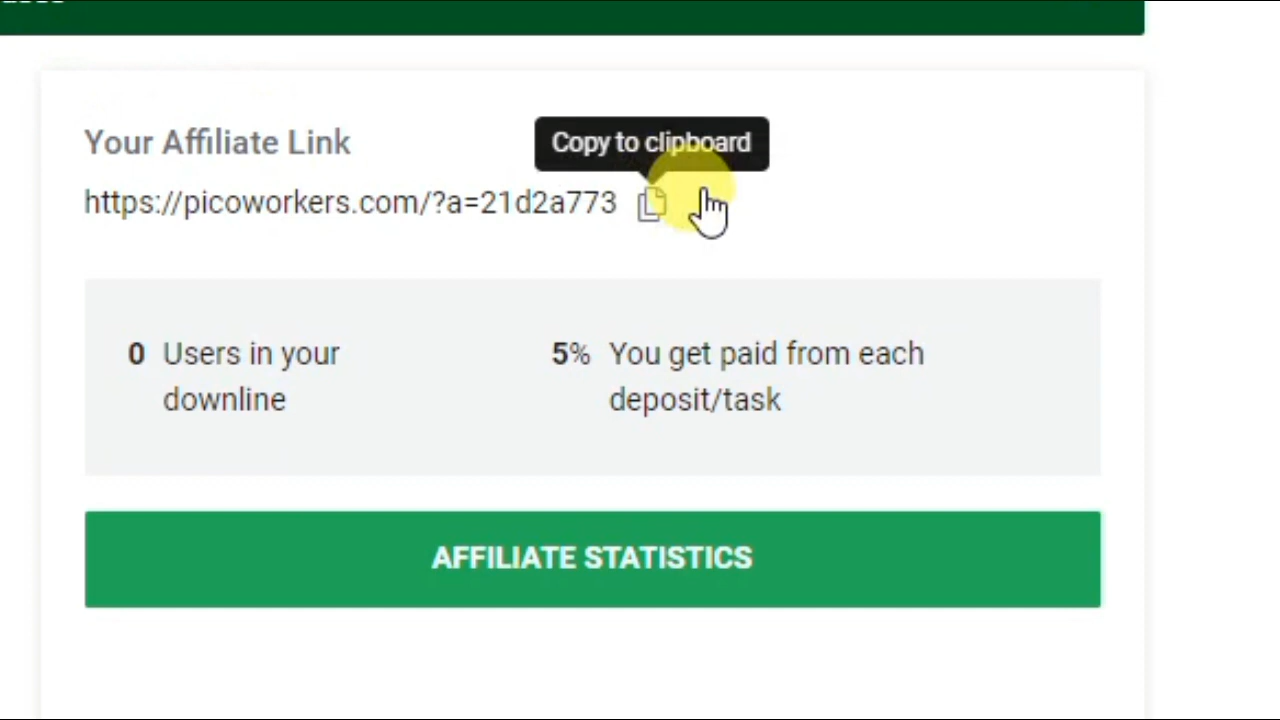 Your Affiliate Link
Copy to clipboard
https://picoworkers.com/?a=21d2a773
0 Users in your
downline
5% You get paid from each
deposit/task
AFFILIATE STATISTICS